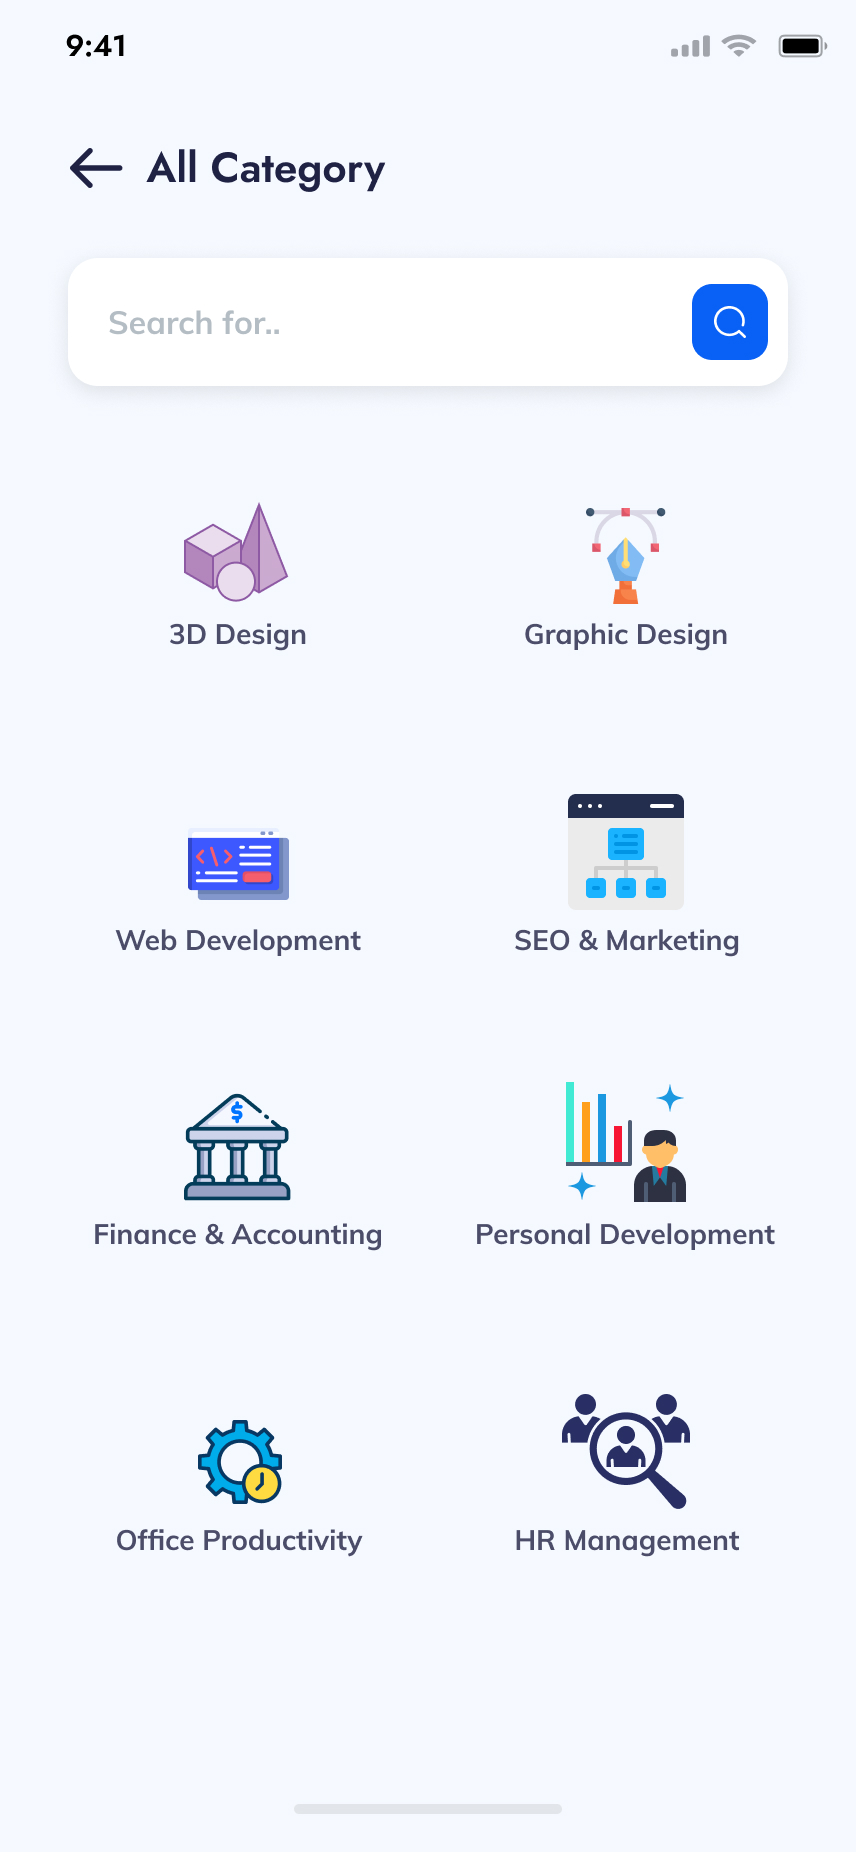 9:41
All Category
Search for..
3D Design
Graphic Design
Web Development
SEO & Marketing
$
Finance & Accounting
Personal Development
Office Productivity
HR Management